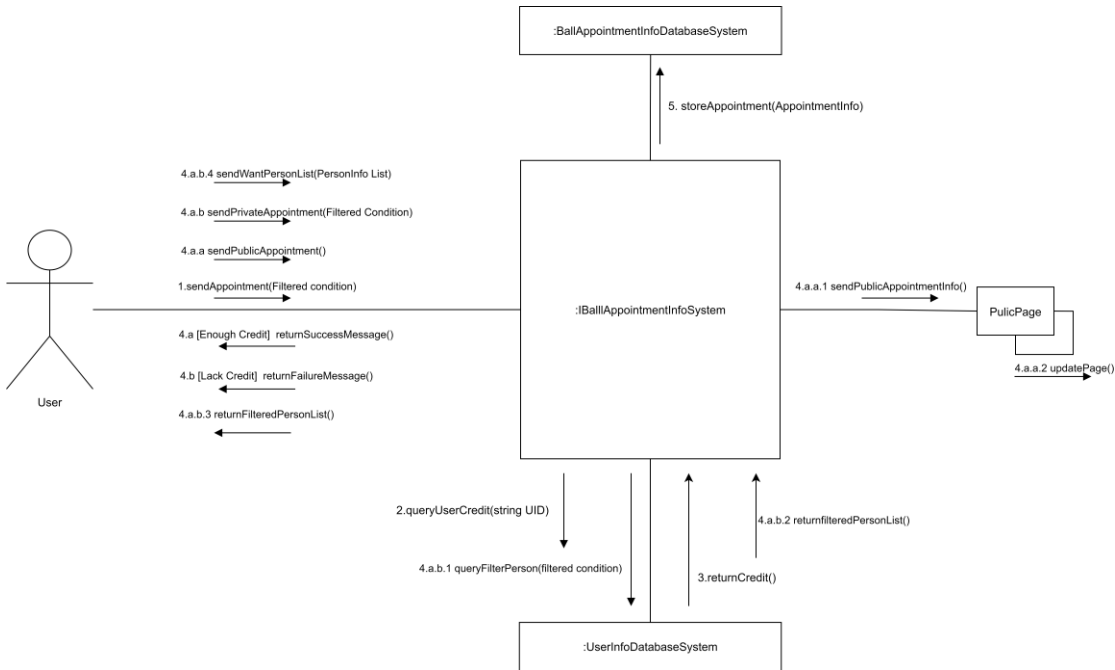 :BallAppointmentInfoDatabaseSystem
5. storeAppointment(AppointmentInfo)
4.a.b.4 sendWantPersonList(PersonInfo List)
4.a.b sendPrivateAppointment(Filtered Condition)
4.a.a sendPublicAppointment()
1.sendAppointment(Filtered condition)
4.a [Enough Credit] returnSuccessMessage()
4.b [Lack Credit] returnFailureMessage()
4.a.b.3 returnFilteredPersonList()
User
:IBalllAppointmentInfoSystem
4.a.a.1 sendPublicAppointmentInfo()
PulicPage
4.a.a.2 updatePage()
2.queryUserCredit(string UID)
4.a.b.1 queryFilterPerson(filtered condition)
3.returnCredit()
4.a.b.2 returnfilteredPersonList()
:UserInfoDatabaseSystem